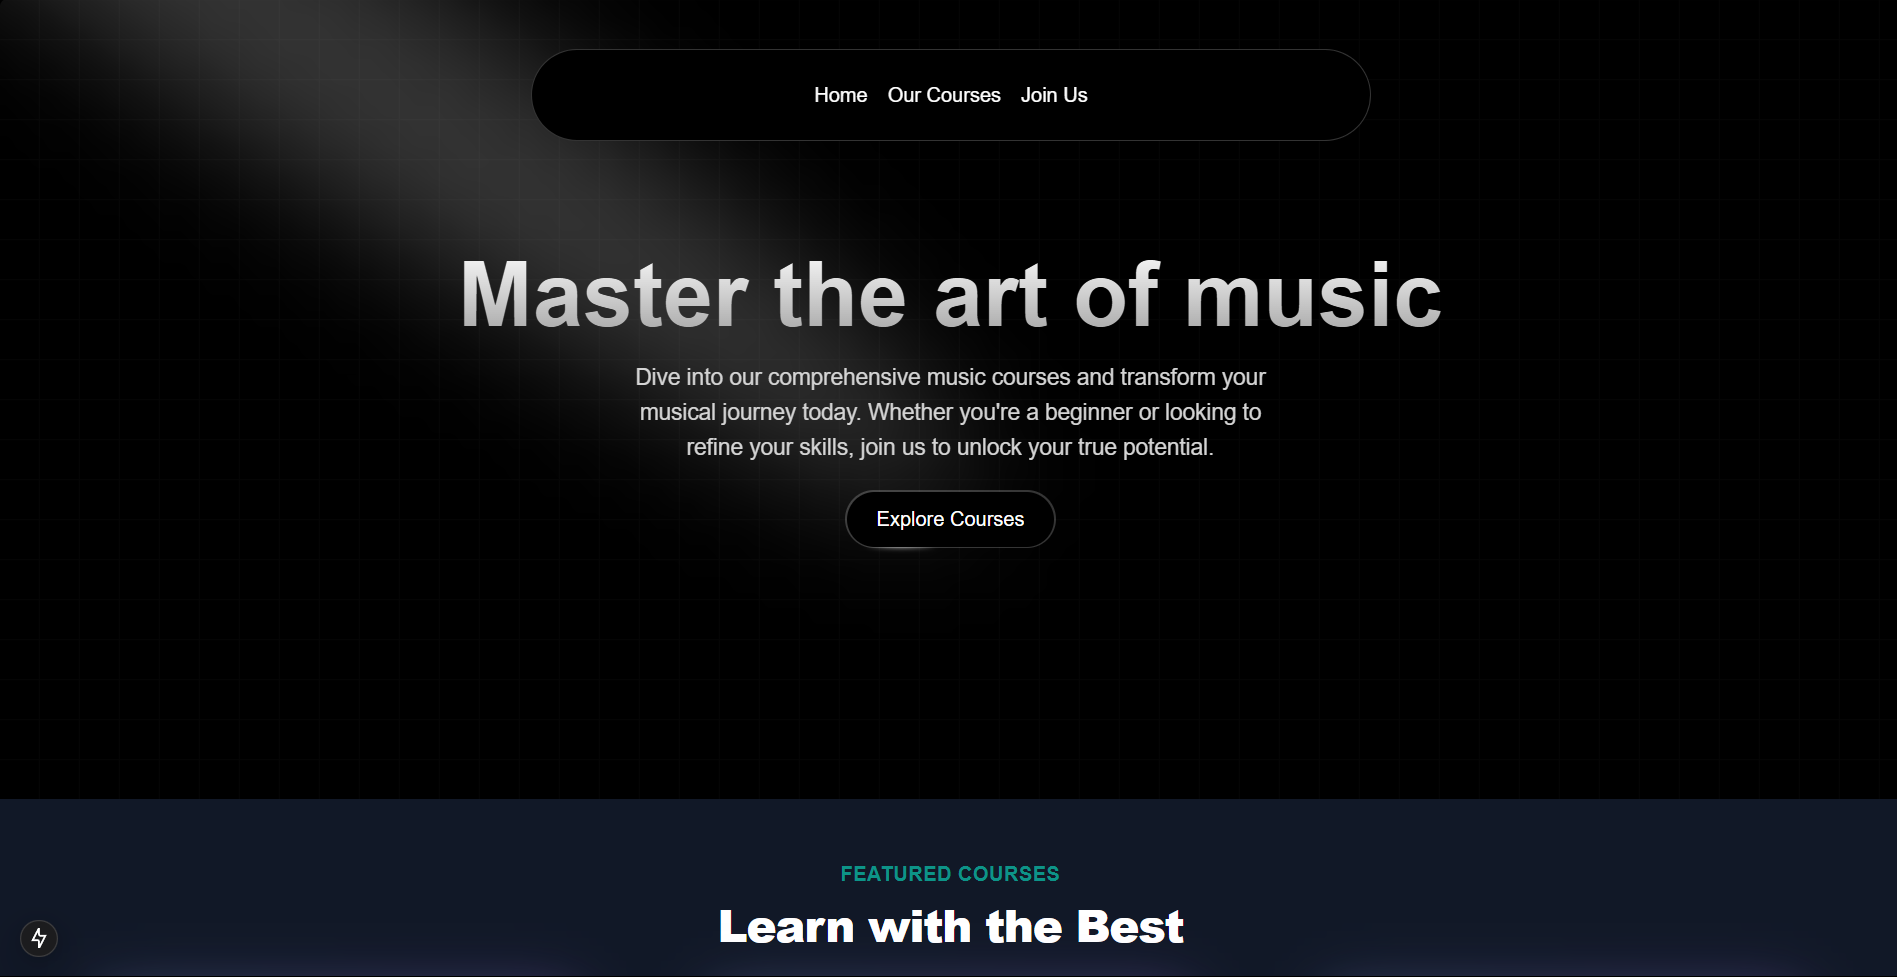 Home Our Courses Join Us
Master the art of music
Dive into our comprehensive music courses and transform your
musical journey today. Whether you're a beginner or looking to
refine your skills, join us to unlock your true potential.
Explore Courses
FEATURED COURSES
Learn with the Best